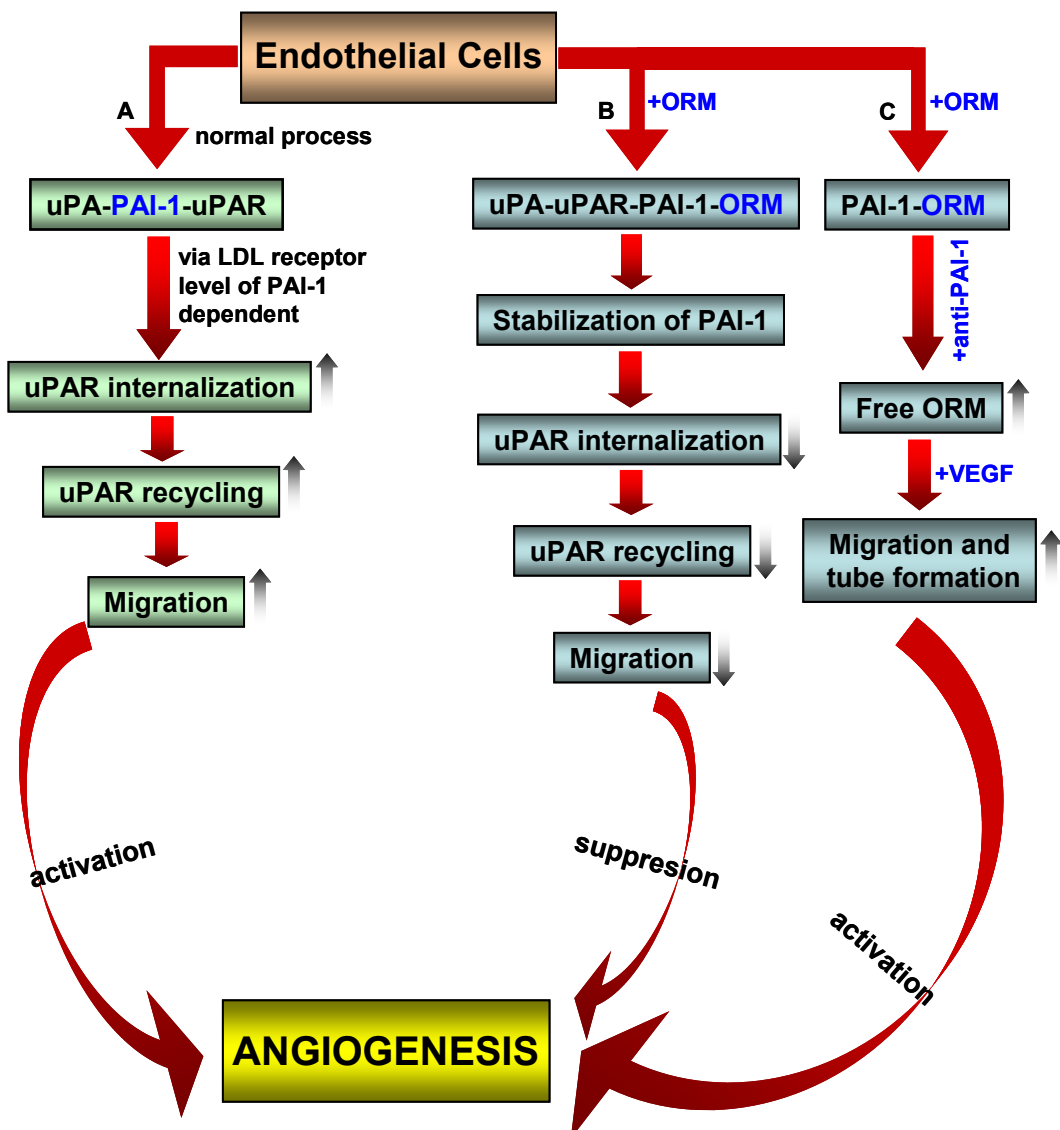 Endothelial Cells
A
normal process
uPA-PAI-1-uPAR
via LDL receptor
level of PAI-1
dependent
uPAR internalization
uPAR recycling
Migration
activation
B
+ORM
uPA-uPAR-PAI-1-ORM
Stabilization of PAI-1
uPAR internalization
uPAR recycling
Migration
suppresion
C
+ORM
PAI-1-ORM
+anti-PAI-1
Free ORM
+VEGF
Migration and
tube formation
activation
ANGIOGENESIS